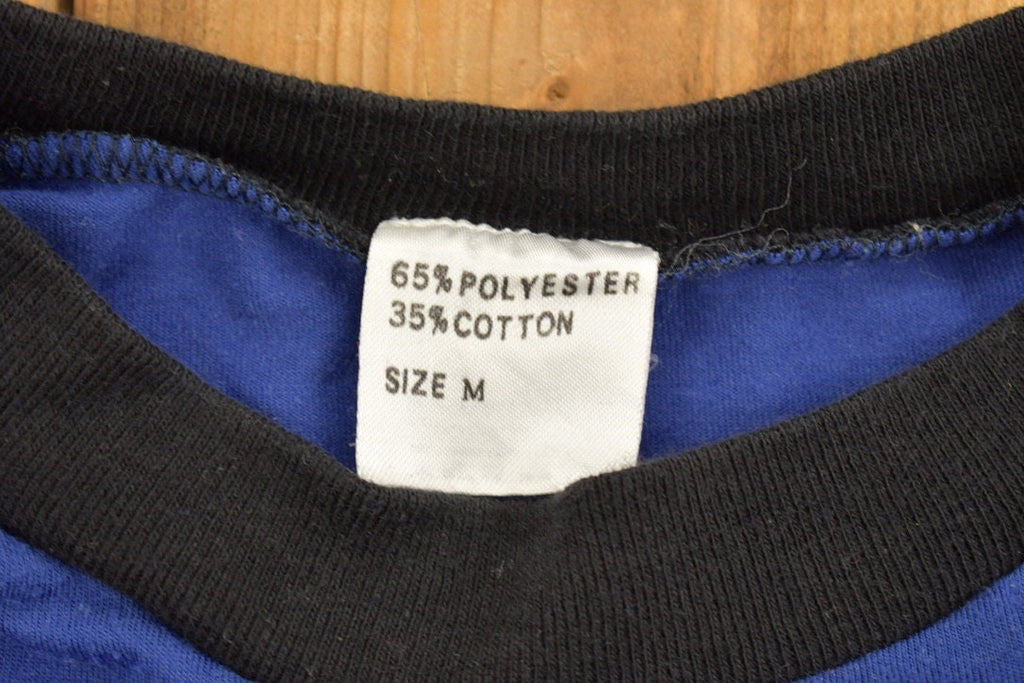 65% POLYESTER
35% COTTON
SIZE M